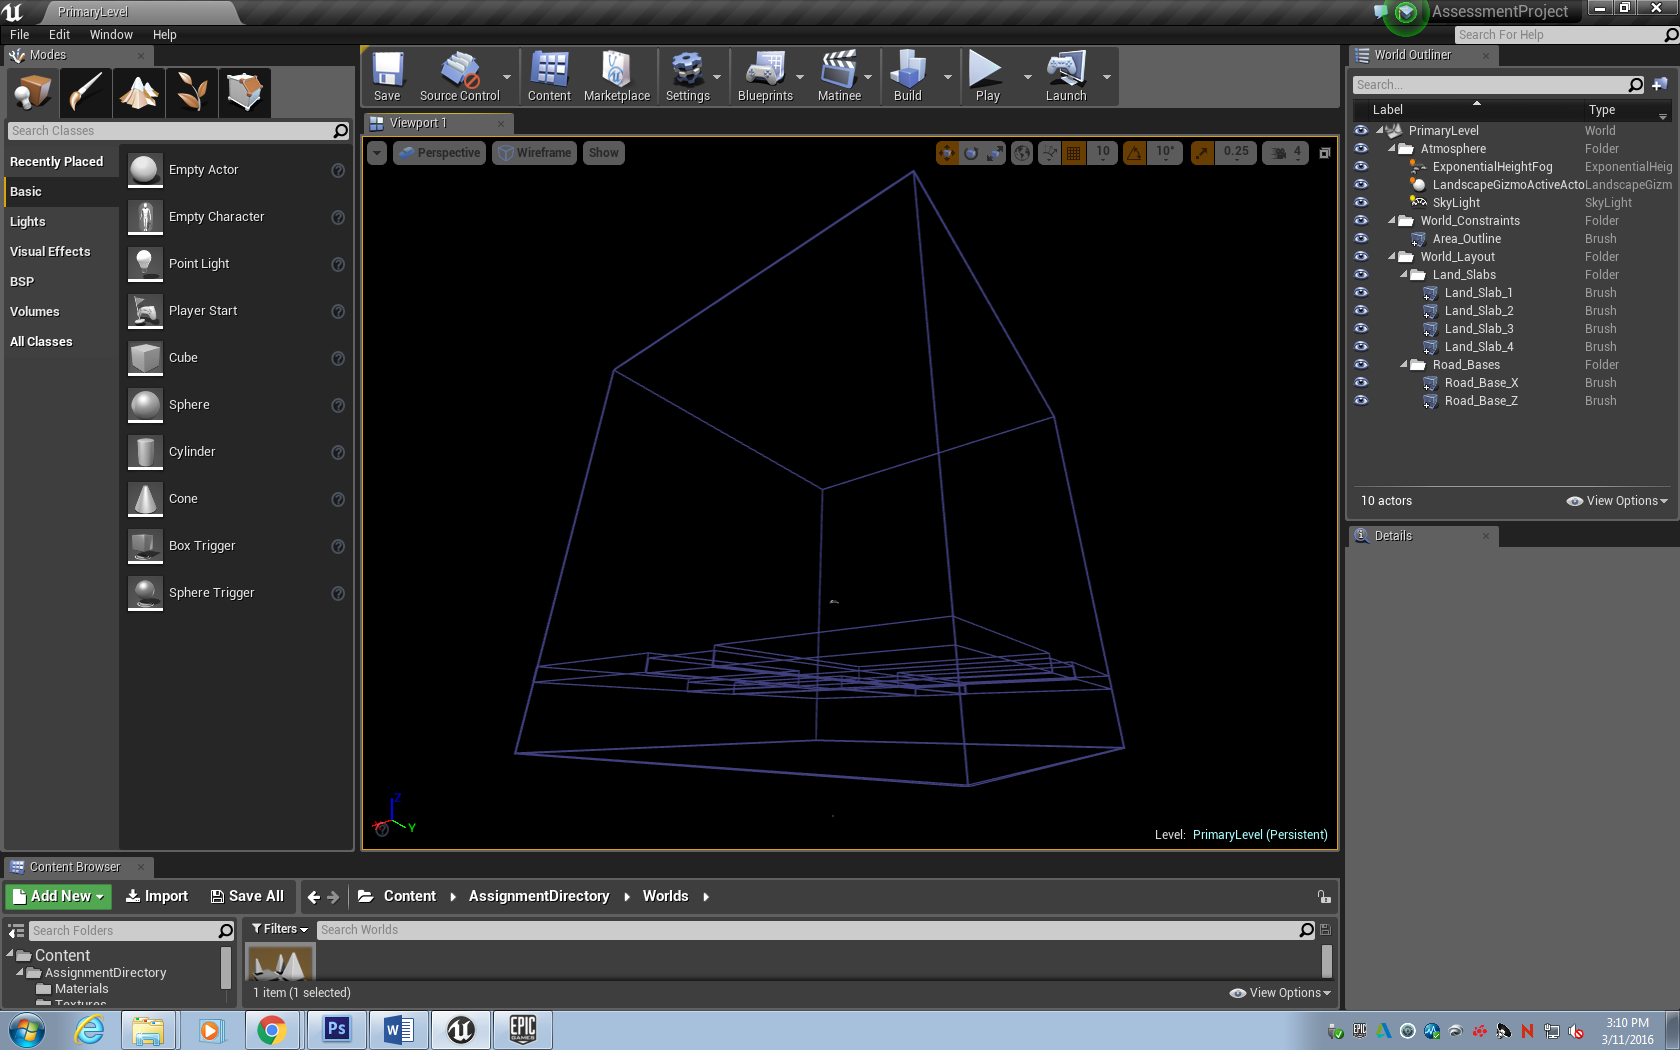 PrimaryLevel
AssessmentProject
File Edit Window Help
Search For Help
Modes
Search Classes
Recently Placed
Basic
Lights
Visual Effects
BSP
Volumes
All Classes
Empty Actor
Empty Character
Point Light
Player Start
Cube
Sphere
Cylinder
Cone
Box Trigger
Sphere Trigger
Save Source Control Content Marketplace Settings Blueprints Matinee Build Play Launch
Viewport 1
Perspective Wireframe Show 10 10° 0.25 4
Z
X Y
Level: PrimaryLevel (Persistent)
World Outliner
Search...
Label Type
PrimaryLevel World
Atmosphere Folder
ExponentialHeightFog ExponentialHeig
LandscapeGizmoActiveActo LandscapeGizm
SkyLight SkyLight
World_Constraints Folder
Area_Outline Brush
World_Layout Folder
Land_Slabs Folder
Land_Slab_1 Brush
Land_Slab_2 Brush
Land_Slab_3 Brush
Land_Slab_4 Brush
Road_Bases Folder
Road_Base_X Brush
Road_Base_Z Brush
10 actors View Options
Details
Content Browser
Add New Import Save All Content AssignmentDirectory Worlds
Search Folders
Filters Search Worlds
Content
AssignmentDirectory
Materials
Textures
1 item (1 selected) View Options
Ps W EPIC GAMES
EPIC
N
3:10 PM
3/11/2016